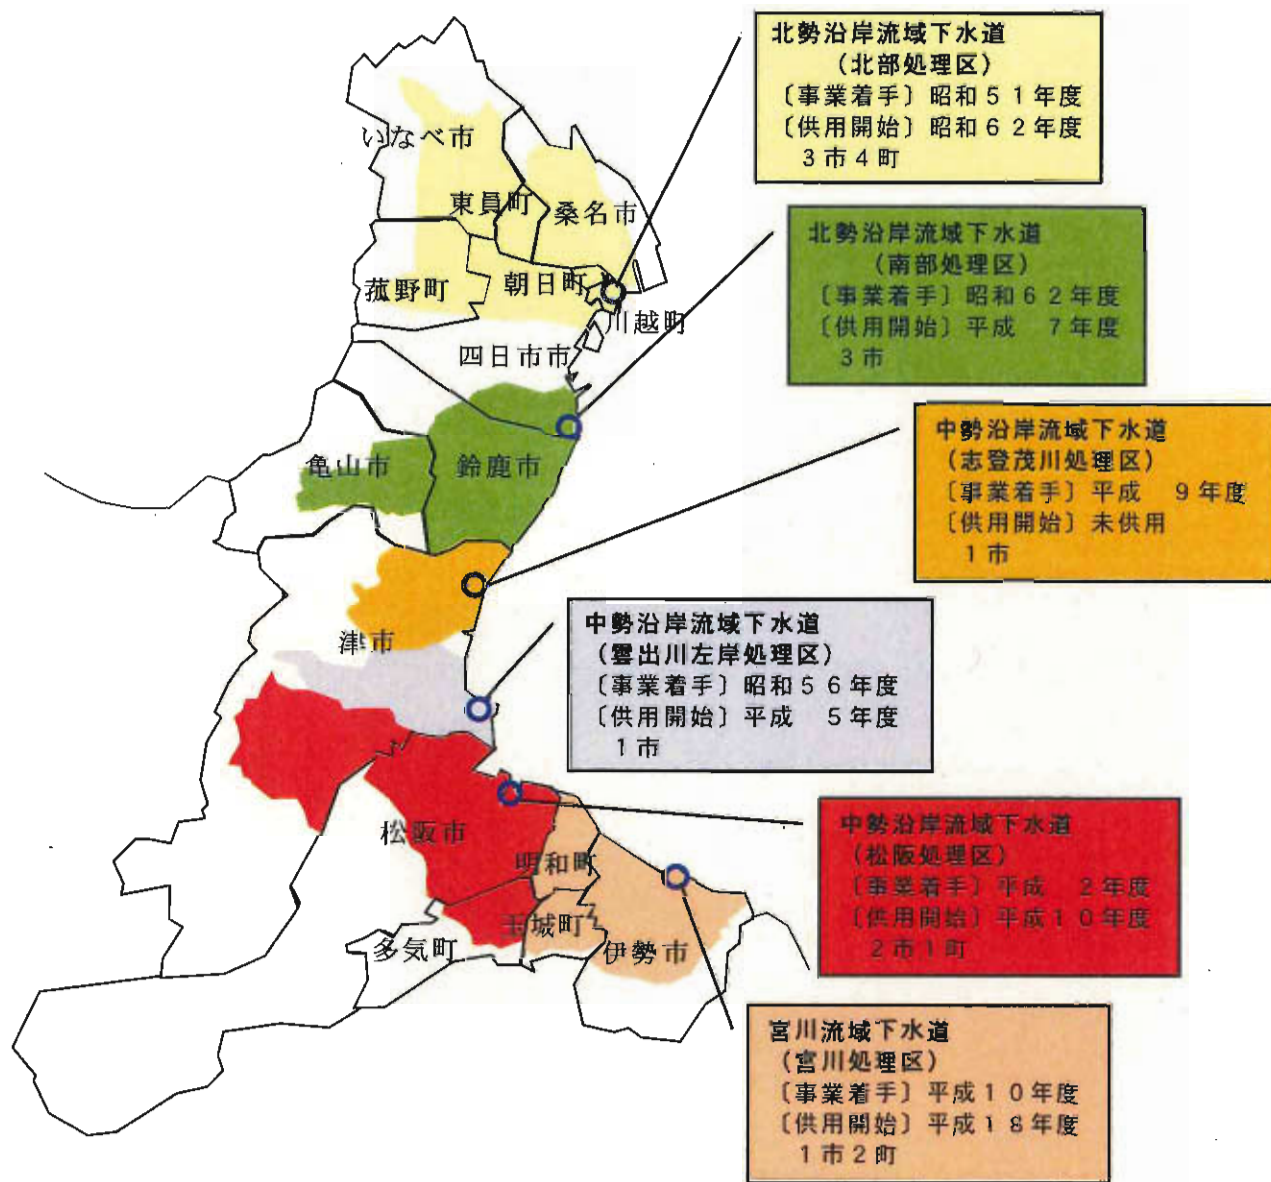 北勢沿岸流域下水道
(北部処理区)
〔事業着手〕昭和51年度
〔供用開始〕昭和62年度
3市4町
北勢沿岸流域下水道
(南部処理区)
〔事業着手〕昭和62年度
〔供用開始〕平成 7年度
3市
中勢沿岸流域下水道
(志登茂川処理区)
〔事業着手〕平成 9年度
〔供用開始〕未供用
1市
中勢沿岸流域下水道
(雲出川左岸処理区)
〔事業着手〕昭和56年度
〔供用開始〕平成 5年度
1市
中勢沿岸流域下水道
(松阪処理区)
〔事業着手〕平成 2年度
〔供用開始〕平成10年度
2市1町
宮川流域下水道
(宮川処理区)
〔事業着手〕平成10年度
〔供用開始〕平成18年度
1市2町
いなべ市
東員町
桑名市
菰野町
朝日町
川越町
四日市市
亀山市
鈴鹿市
津市
松阪市
明和町
玉城町
多気町
伊勢市